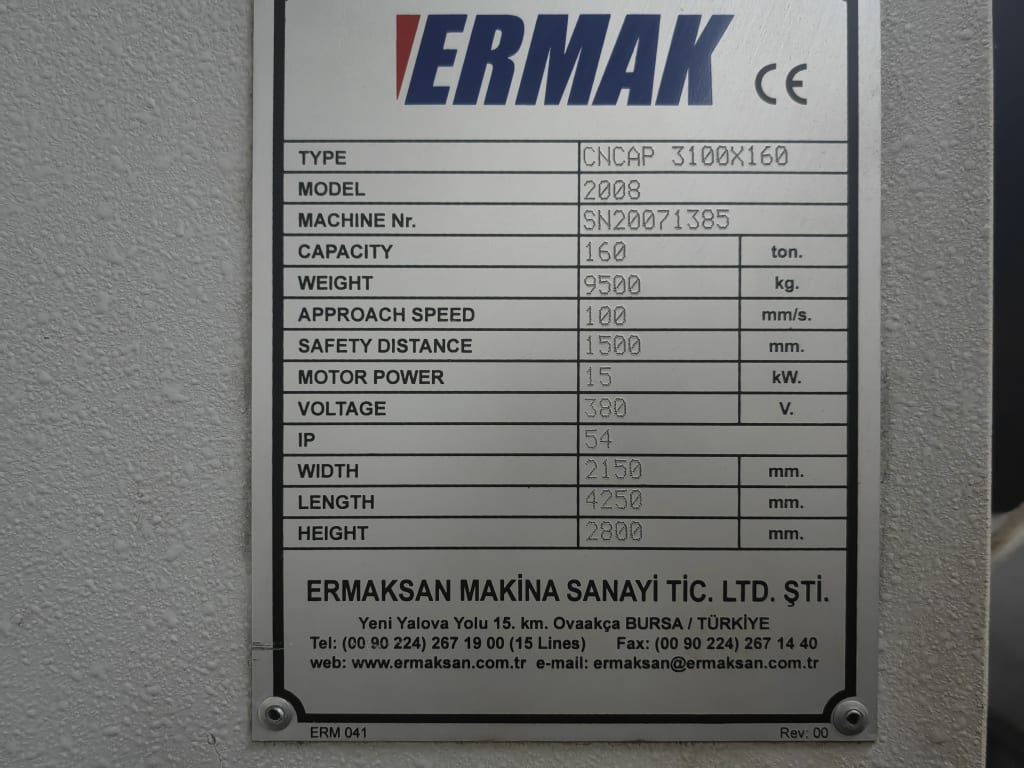 ERMAK CE
TYPE CNCAP 3100X160
MODEL 2008
MACHINE Nr. SN20071385
CAPACITY 160 ton.
WEIGHT 9500 kg.
APPROACH SPEED 100 mm/s.
SAFETY DISTANCE 1500 mm.
MOTOR POWER 15 kW.
VOLTAGE 380 V.
IP 54
WIDTH 2150 mm.
LENGTH 4250 mm.
HEIGHT 2800 mm.
ERMAKSAN MAKİNA SANAYİ TİC. LTD. ŞTİ.
Yeni Yalova Yolu 15. km. Ovaakça BURSA / TÜRKİYE
Tel: (00 90 224) 267 19 00 (15 Lines) Fax: (00 90 224) 267 14 40
web: www.ermaksan.com.tr e-mail: ermaksan@ermaksan.com.tr
ERM 041 Rev: 00